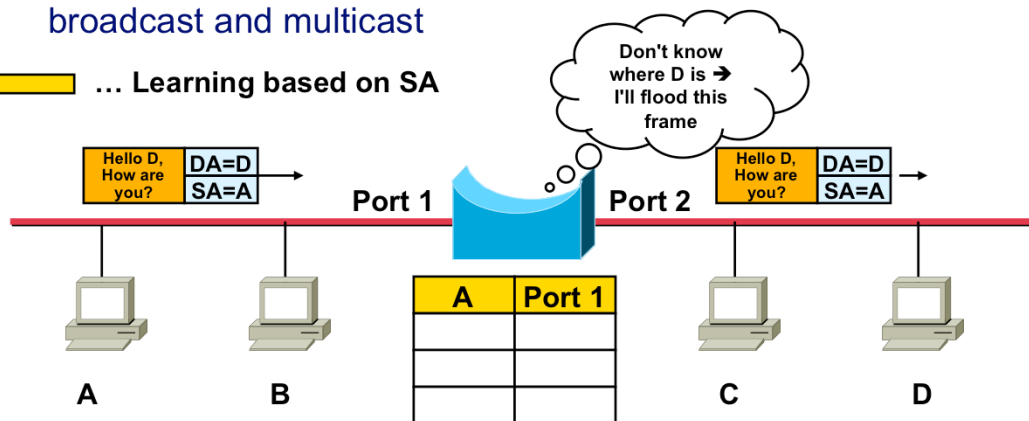 broadcast and multicast
... Learning based on SA
Don't know
where D is ➔
I'll flood this
frame
Hello D,
How are
you?
DA=D
SA=A
Port 1
Port 2
Hello D,
How are
you?
DA=D
SA=A
A
Port 1
A
B
C
D